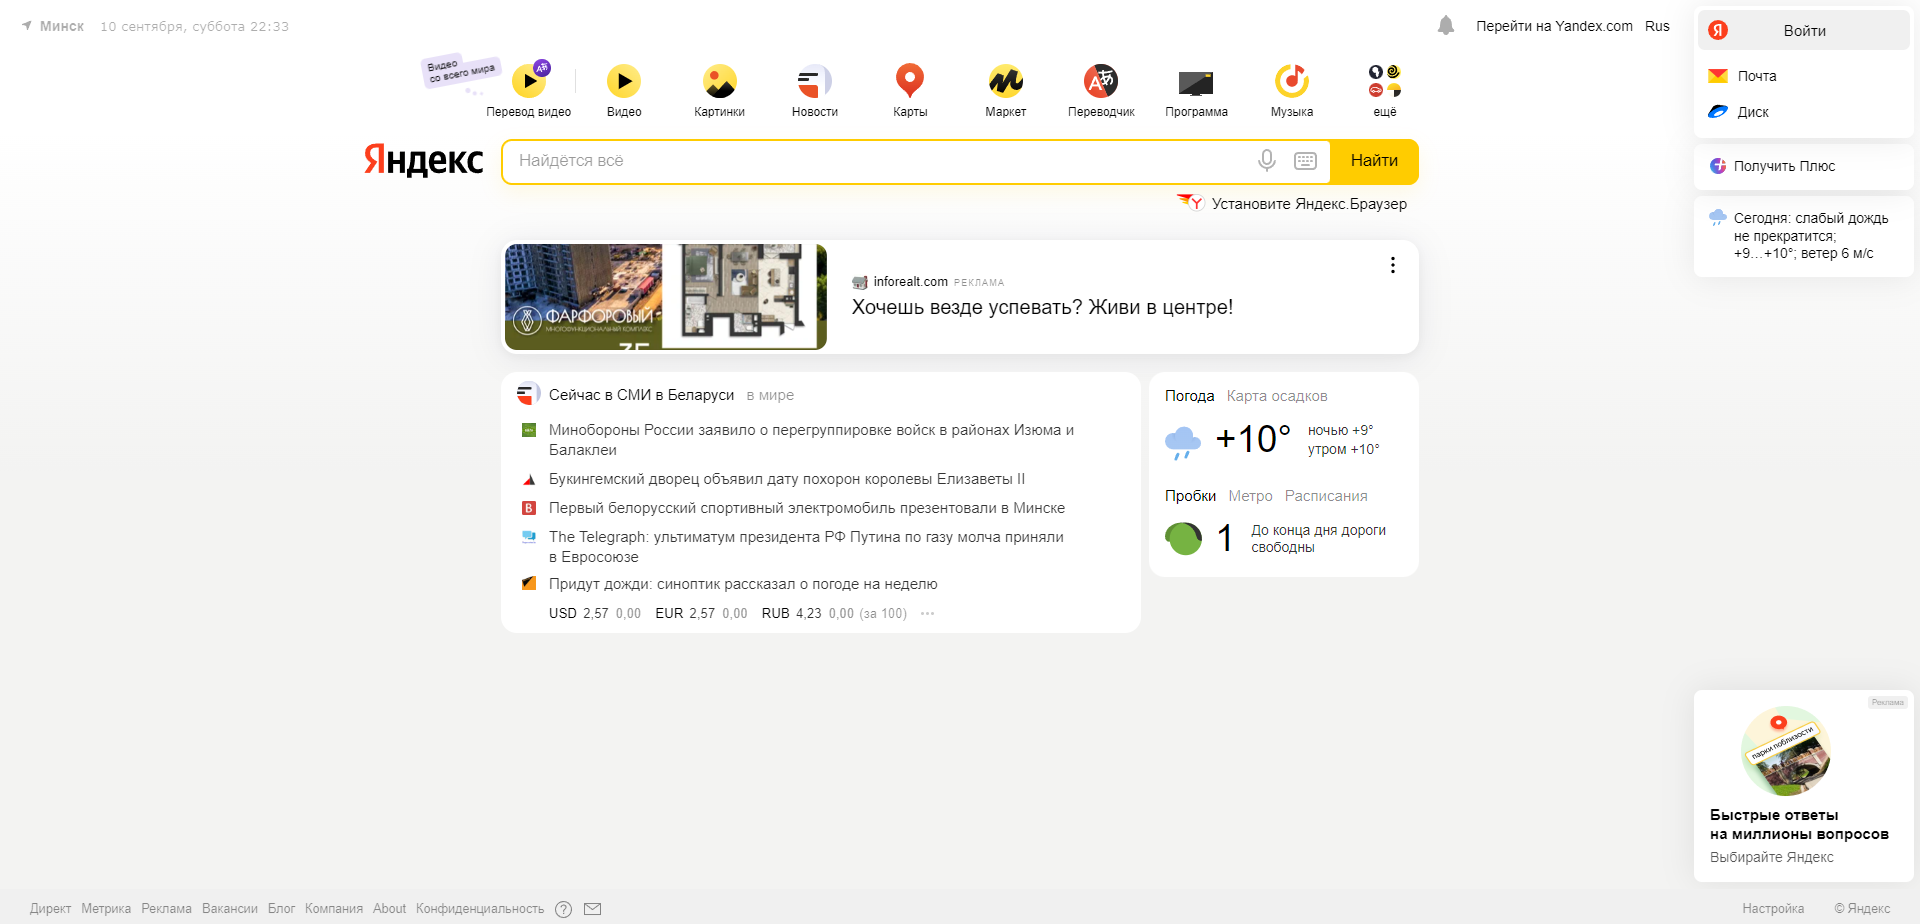 Минск 10 сентября, суббота 22:33
Перейти на Yandex.com Rus
Войти
Почта
Диск
Получить Плюс
Сегодня: слабый дождь
не прекратится;
+9…+10°; ветер 6 м/с
Видео
со всего мира
Перевод видео Видео Картинки Новости Карты Маркет Переводчик Программа Музыка ещё
Яндекс Найдётся всё Найти
Установите Яндекс.Браузер
ФАРФОРОВЫЙ
МНОГОФУНКЦИОНАЛЬНЫЙ КОМПЛЕКС
inforealt.com РЕКЛАМА
Хочешь везде успевать? Живи в центре!
Сейчас в СМИ в Беларуси в мире
Минобороны России заявило о перегруппировке войск в районах Изюма и
Балаклеи
Букингемский дворец объявил дату похорон королевы Елизаветы II
Первый белорусский спортивный электромобиль презентовали в Минске
The Telegraph: ультиматум президента РФ Путина по газу молча приняли
в Евросоюзе
Придут дожди: синоптик рассказал о погоде на неделю
USD 2,57 0,00 EUR 2,57 0,00 RUB 4,23 0,00 (за 100) ···
Погода Карта осадков
+10°
ночью +9°
утром +10°
Пробки Метро Расписания
1
До конца дня дороги
свободны
Реклама
парки поблизости
Быстрые ответы
на миллионы вопросов
Выбирайте Яндекс
Директ Метрика Реклама Вакансии Блог Компания About Конфиденциальность
Настройка © Яндекс